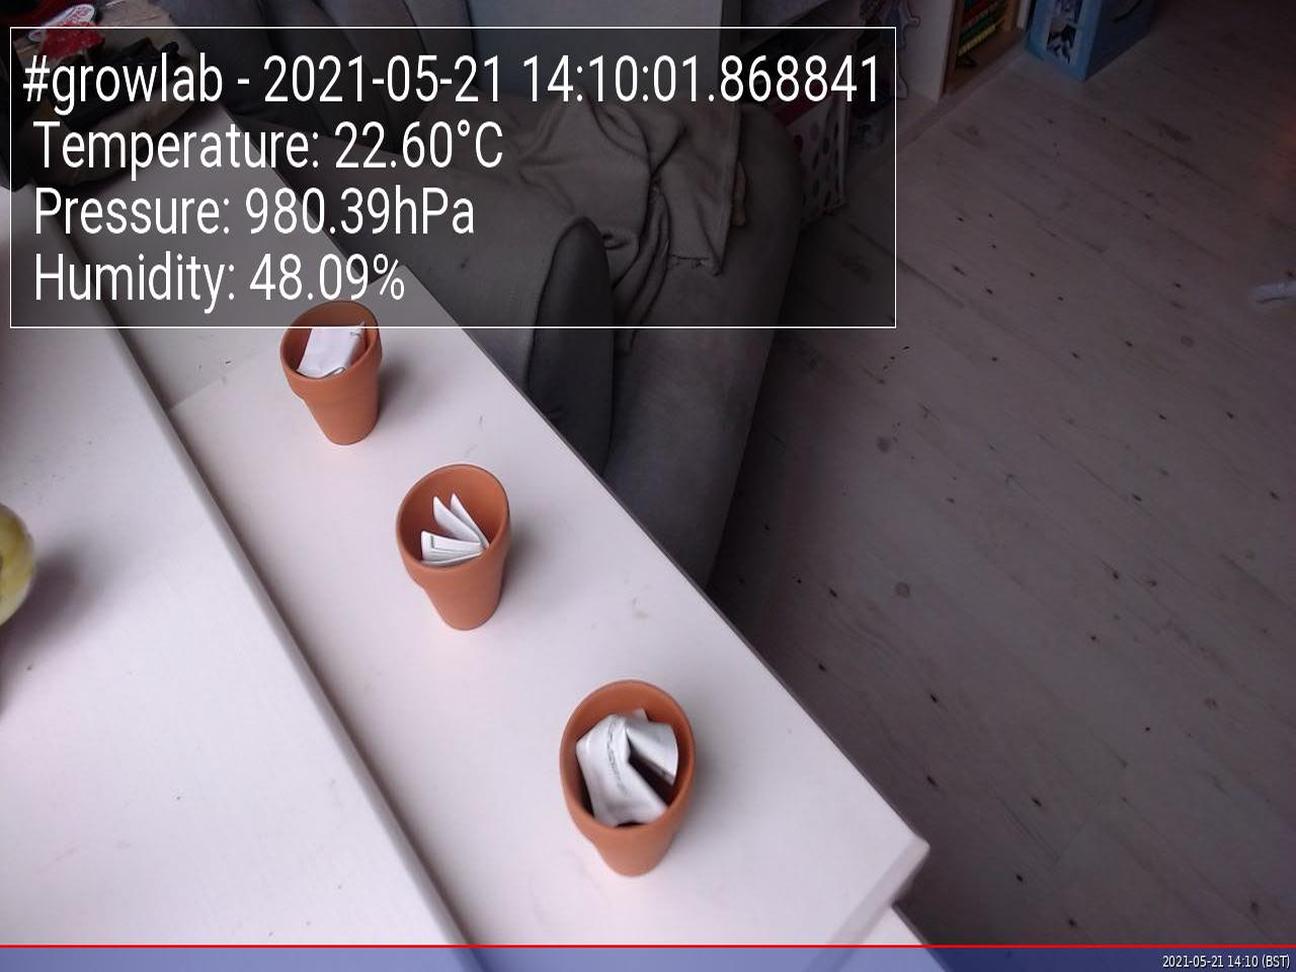 #growlab - 2021-05-21 14:10:01.868841
Temperature: 22.60°C
Pressure: 980.39hPa
Humidity: 48.09%
2021-05-21 14:10 (BST)